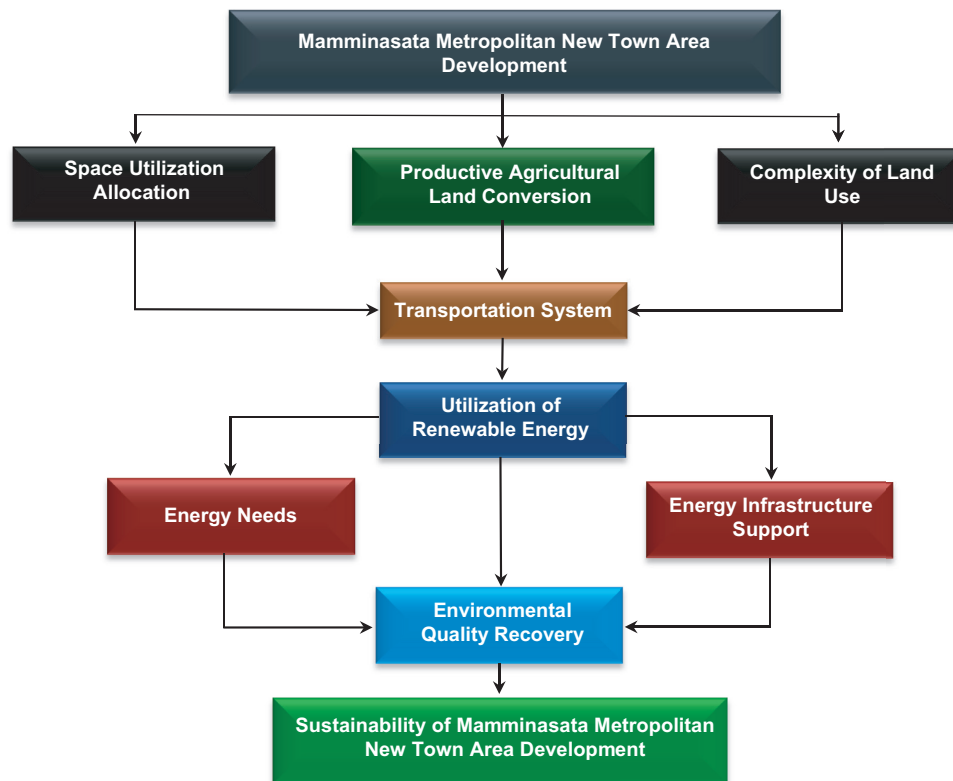 Mamminasata Metropolitan New Town Area
Development
Space Utilization
Allocation
Productive Agricultural
Land Conversion
Complexity of Land
Use
Transportation System
Utilization of
Renewable Energy
Energy Needs
Energy Infrastructure
Support
Environmental
Quality Recovery
Sustainability of Mamminasata Metropolitan
New Town Area Development